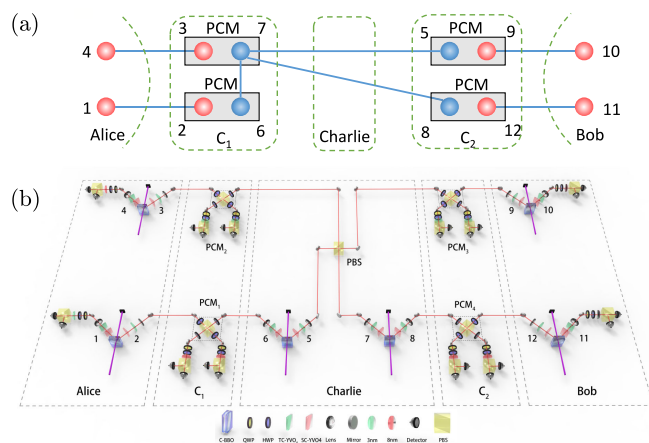 (a)
3 PCM 7 5 PCM 9
4 10
PCM PCM
1 11
2 6 8 12
Alice C₁ Charlie C₂ Bob
(b)
4 3 9 10
PCM₂ PCM₃
PBS
PCM₁ PCM₄
1 2 6 5 7 8 12 11
Alice C₁ Charlie C₂ Bob
C-BBO QWP HWP TC-YVO₄ SC-YVO4 Lens Mirror 3nm 8nm Detector PBS